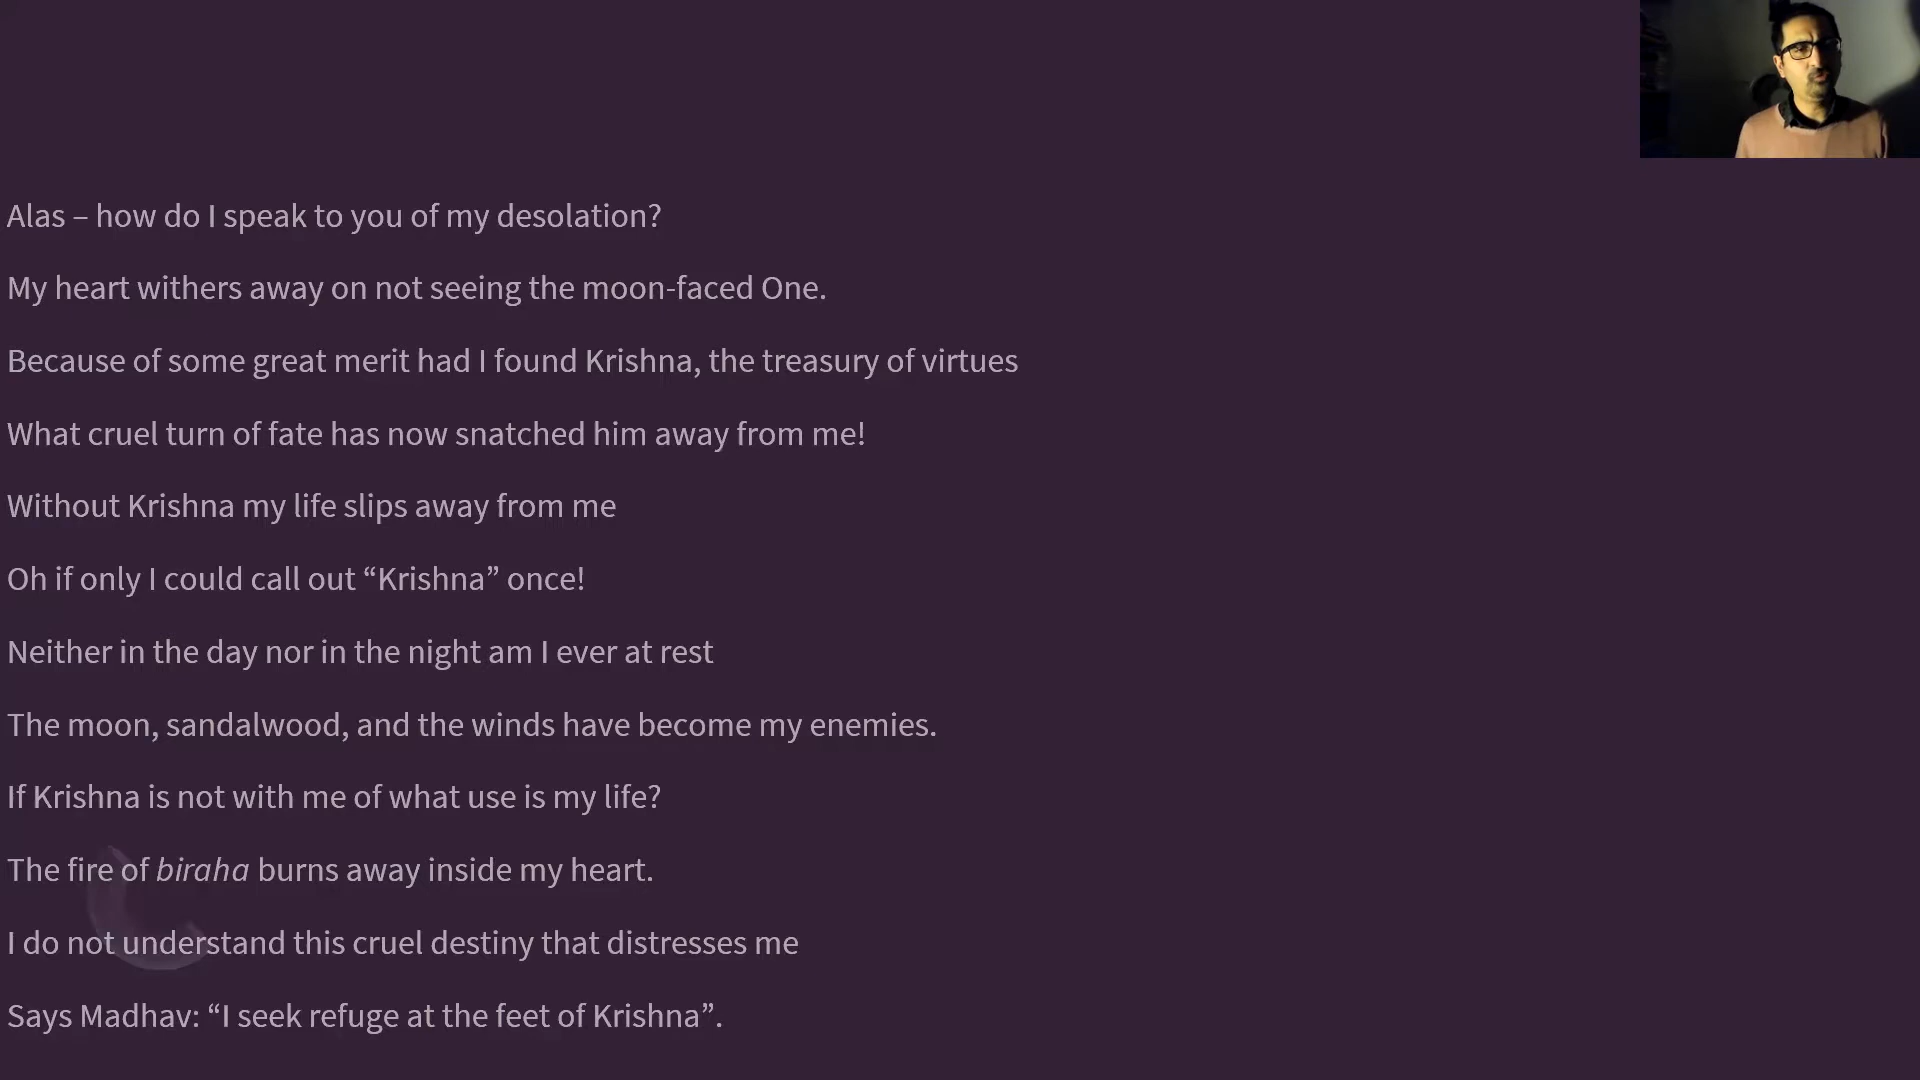 Alas – how do I speak to you of my desolation?
My heart withers away on not seeing the moon-faced One.
Because of some great merit had I found Krishna, the treasury of virtues
What cruel turn of fate has now snatched him away from me!
Without Krishna my life slips away from me
Oh if only I could call out “Krishna” once!
Neither in the day nor in the night am I ever at rest
The moon, sandalwood, and the winds have become my enemies.
If Krishna is not with me of what use is my life?
The fire of biraha burns away inside my heart.
I do not understand this cruel destiny that distresses me
Says Madhav: “I seek refuge at the feet of Krishna”.